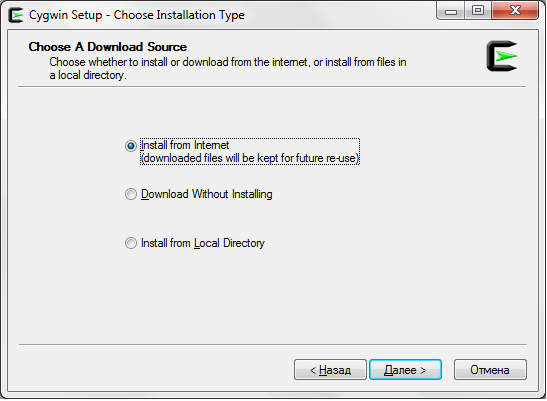 Cygwin Setup - Choose Installation Type
Choose A Download Source
Choose whether to install or download from the internet, or install from files in
a local directory.
Install from Internet
(downloaded files will be kept for future re-use)
Download Without Installing
Install from Local Directory
< Назад
Далее >
Отмена